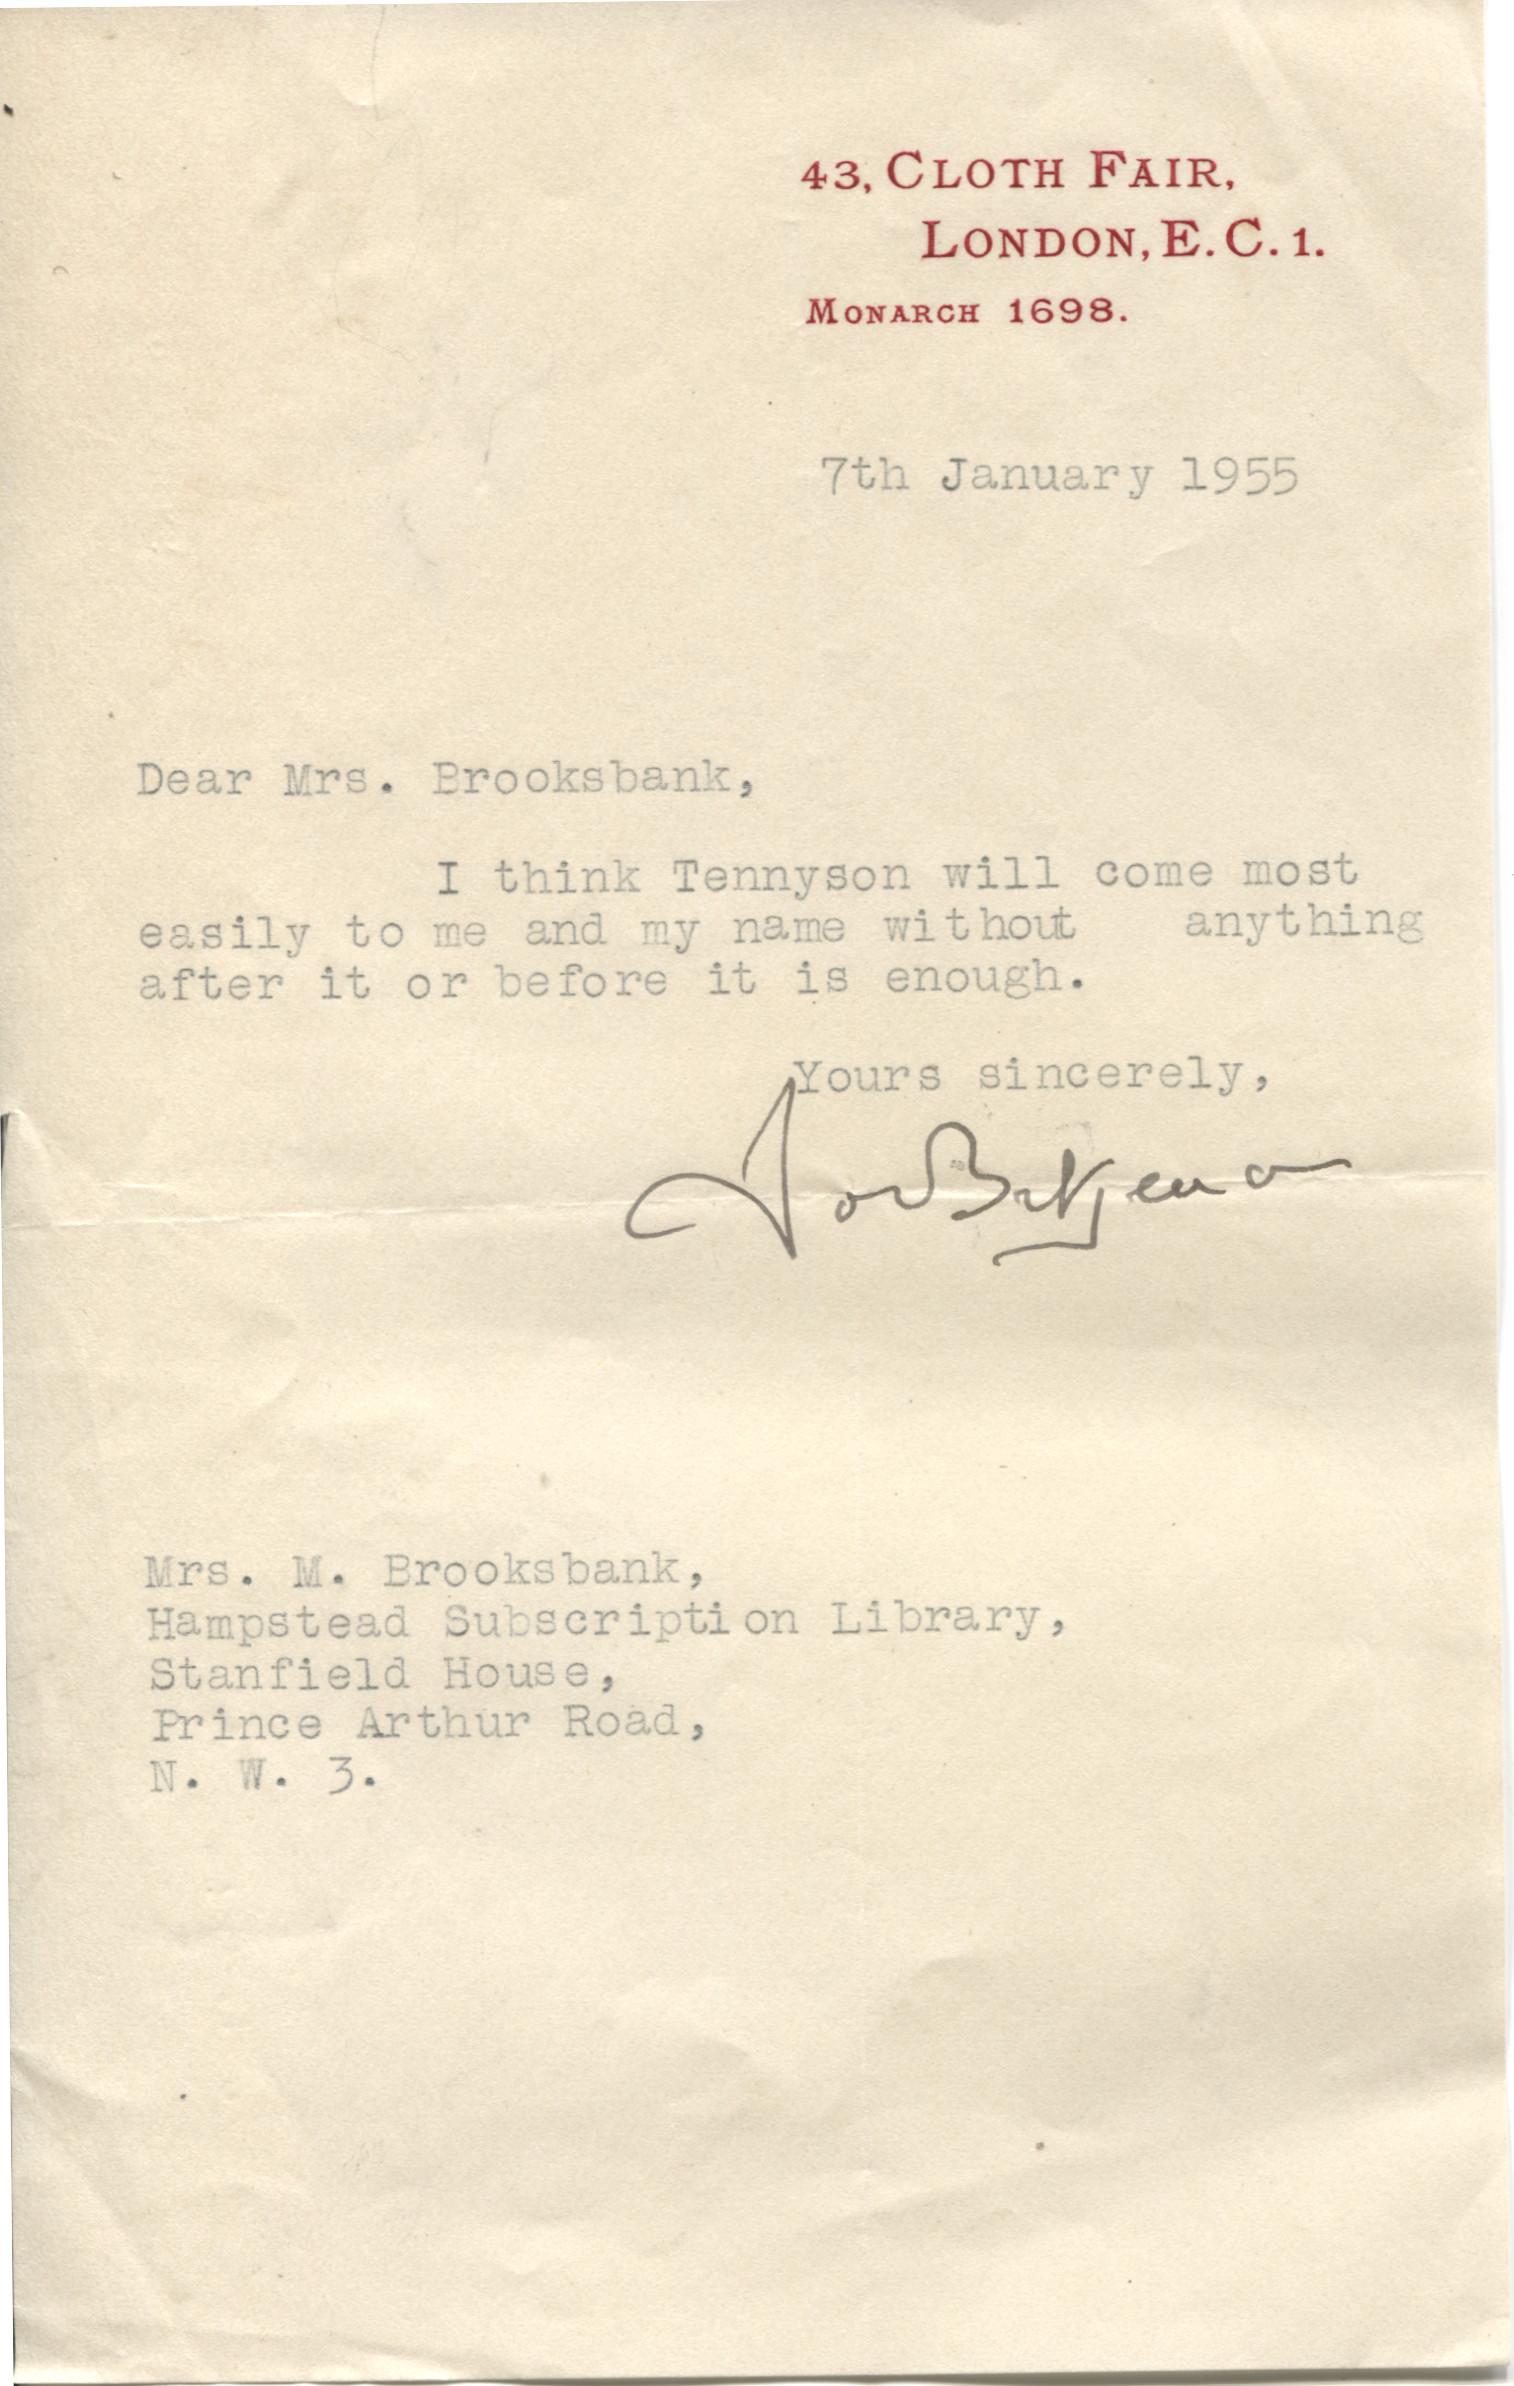 43, CLOTH FAIR,
LONDON, E.C.1.
MONARCH 1698.
7th January 1955
Dear Mrs. Brooksbank,
I think Tennyson will come most
easily to me and my name without anything
after it or before it is enough.
Yours sincerely,
John Betjeman
Mrs. M. Brooksbank,
Hampstead Subscription Library,
Stanfield House,
Prince Arthur Road,
N. W. 3.